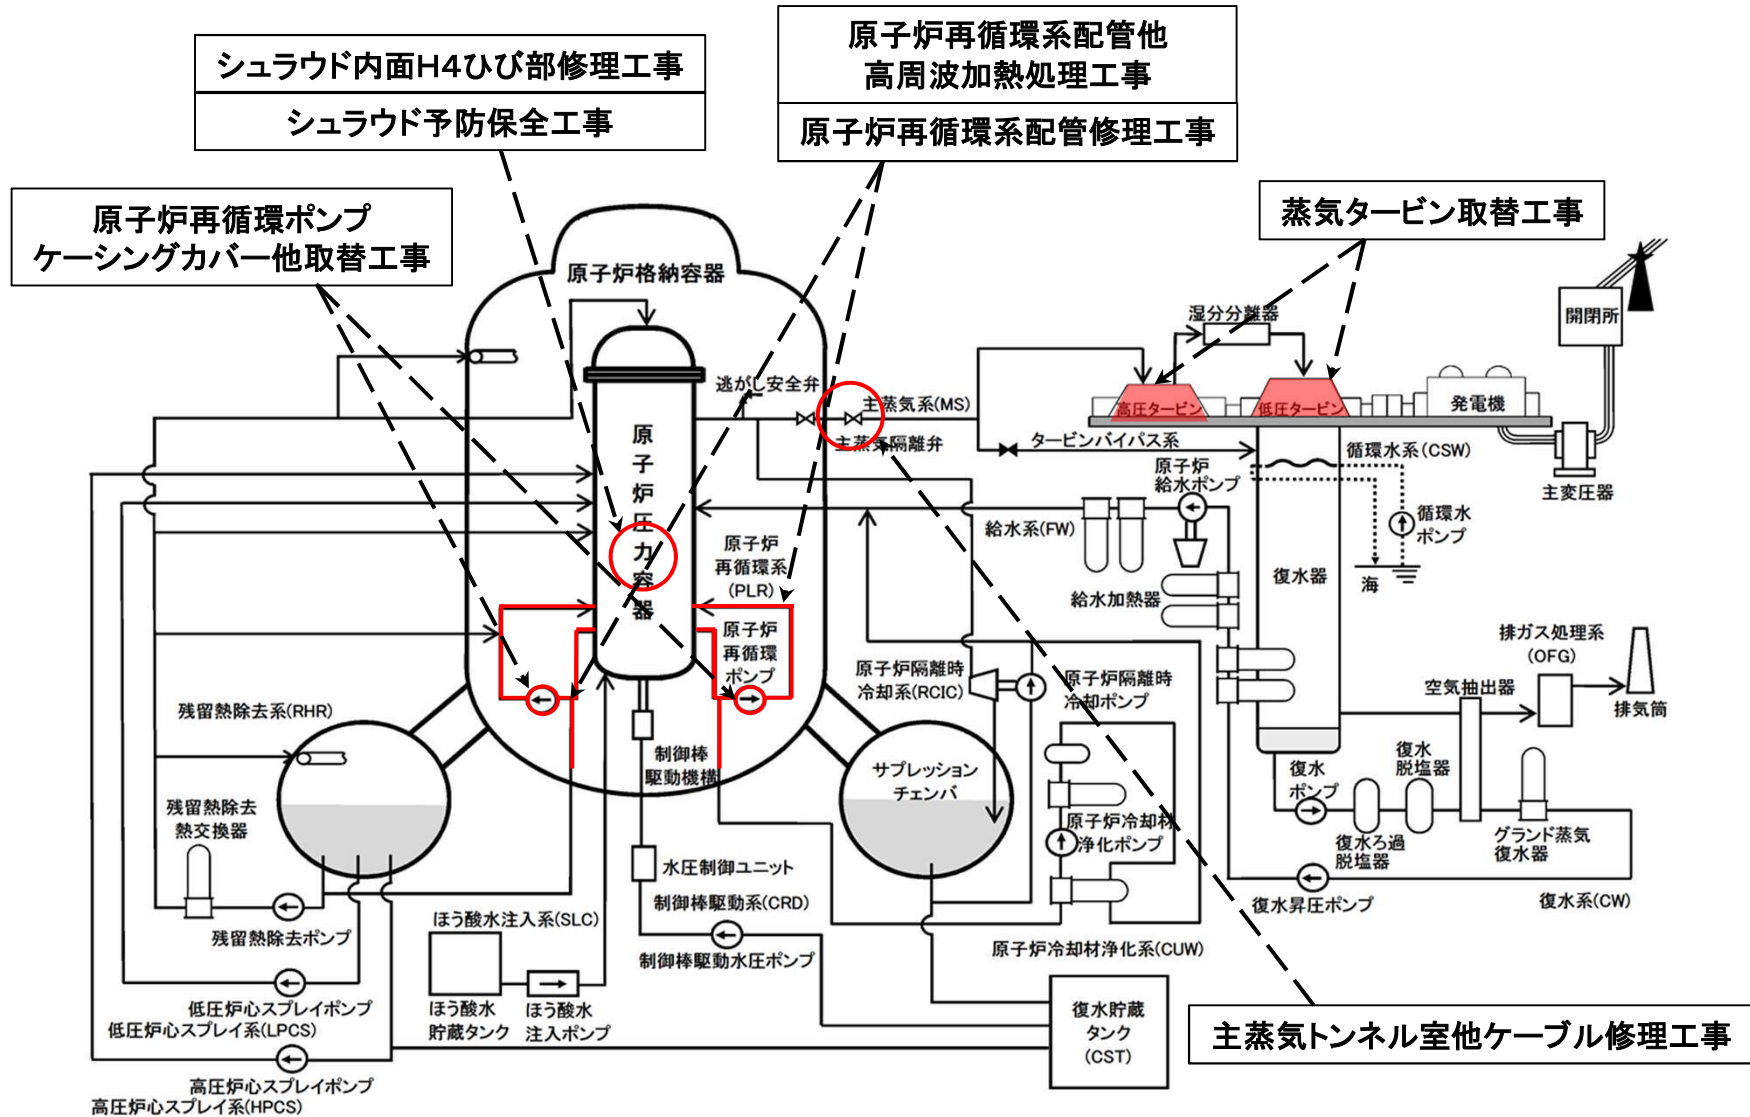 シュラウド内面H4ひび部修理工事
シュラウド予防保全工事
原子炉再循環系配管他
高周波加熱処理工事
原子炉再循環系配管修理工事
原子炉再循環ポンプ
ケーシングカバー他取替工事
蒸気タービン取替工事
原子炉格納容器
湿分分離器
開閉所
逃がし安全弁
主蒸気系(MS)
高圧タービン
低圧タービン
発電機
原子炉圧力容器
主蒸気隔離弁
タービンバイパス系
循環水系(CSW)
原子炉
給水ポンプ
主変圧器
給水系(FW)
循環水
ポンプ
原子炉
再循環系
(PLR)
復水器
海
給水加熱器
原子炉
再循環
ポンプ
排ガス処理系
(OFG)
原子炉隔離時
冷却系(RCIC)
原子炉隔離時
冷却ポンプ
空気抽出器
排気筒
残留熱除去系(RHR)
制御棒
駆動機構
サプレッション
チェンバ
復水
ポンプ
復水
脱塩器
残留熱除去
熱交換器
原子炉冷却材
浄化ポンプ
復水ろ過
脱塩器
グランド蒸気
復水器
水圧制御ユニット
制御棒駆動系(CRD)
復水昇圧ポンプ
復水系(CW)
ほう酸水注入系(SLC)
残留熱除去ポンプ
制御棒駆動水圧ポンプ
原子炉冷却材浄化系(CUW)
低圧炉心スプレイポンプ
低圧炉心スプレイ系(LPCS)
ほう酸水
貯蔵タンク
ほう酸水
注入ポンプ
復水貯蔵
タンク
(CST)
主蒸気トンネル室他ケーブル修理工事
高圧炉心スプレイポンプ
高圧炉心スプレイ系(HPCS)